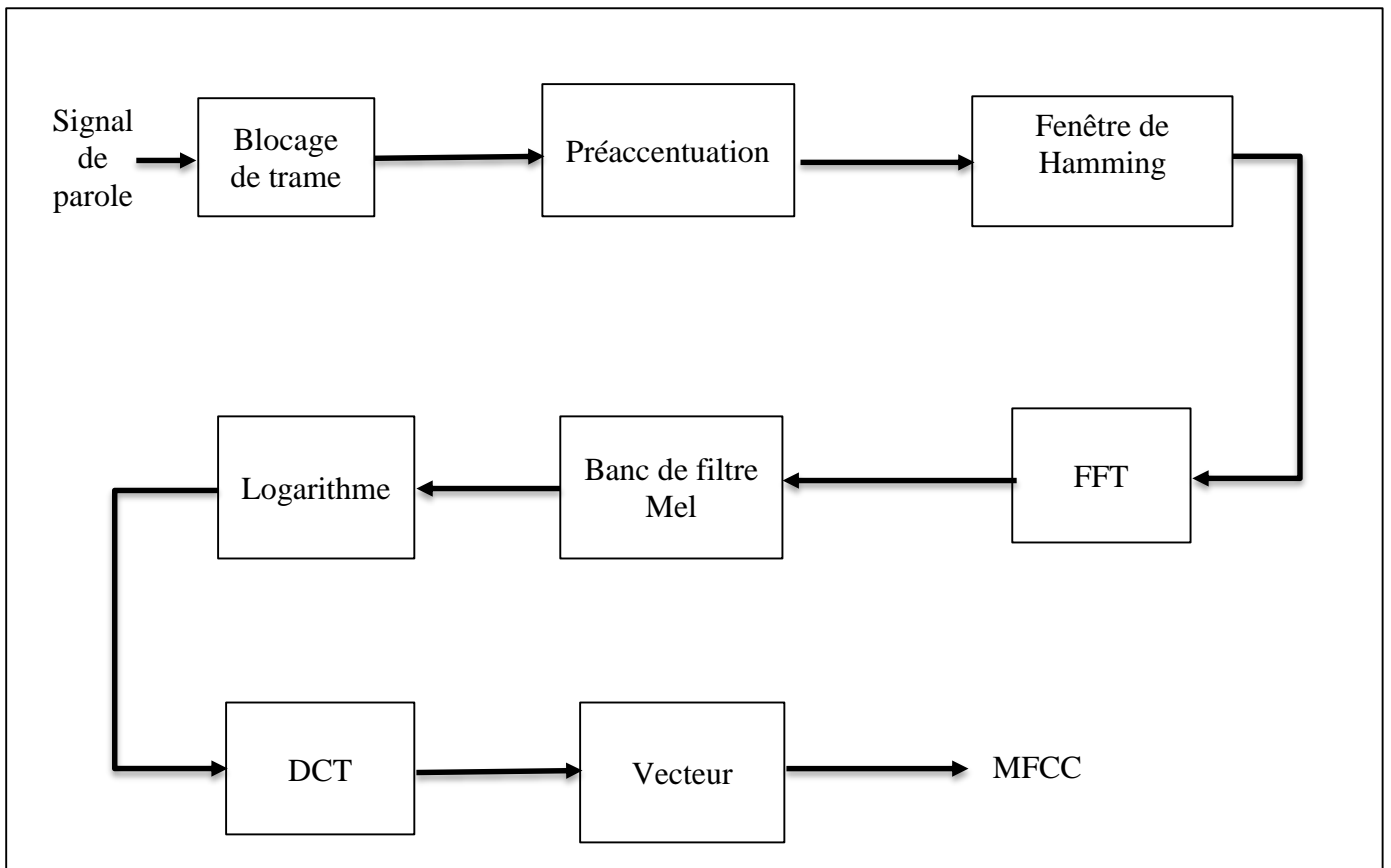 Signal
de
parole
Blocage
de trame
Préaccentuation
Fenêtre de
Hamming
Logarithme
Banc de filtre
Mel
FFT
DCT
Vecteur
MFCC